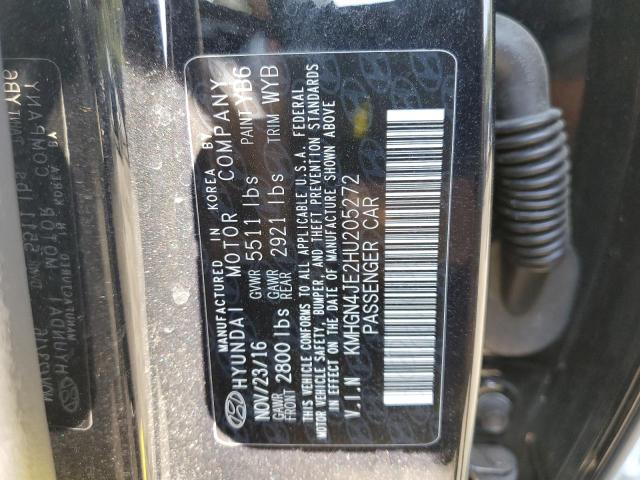 MANUFACTURED IN KOREA BY
HYUNDAI MOTOR COMPANY
NOV/23/16 GVWR 5511 lbs PAINT YB6
GAWR FRONT 2800 lbs GAWR REAR 2921 lbs TRIM WYB
THIS VEHICLE CONFORMS TO ALL APPLICABLE U.S.A. FEDERAL
MOTOR VEHICLE SAFETY, BUMPER, AND THEFT PREVENTION STANDARDS
IN EFFECT ON THE DATE OF MANUFACTURE SHOWN ABOVE
V.I.N KMHGN4JE2HU205272
PASSENGER CAR